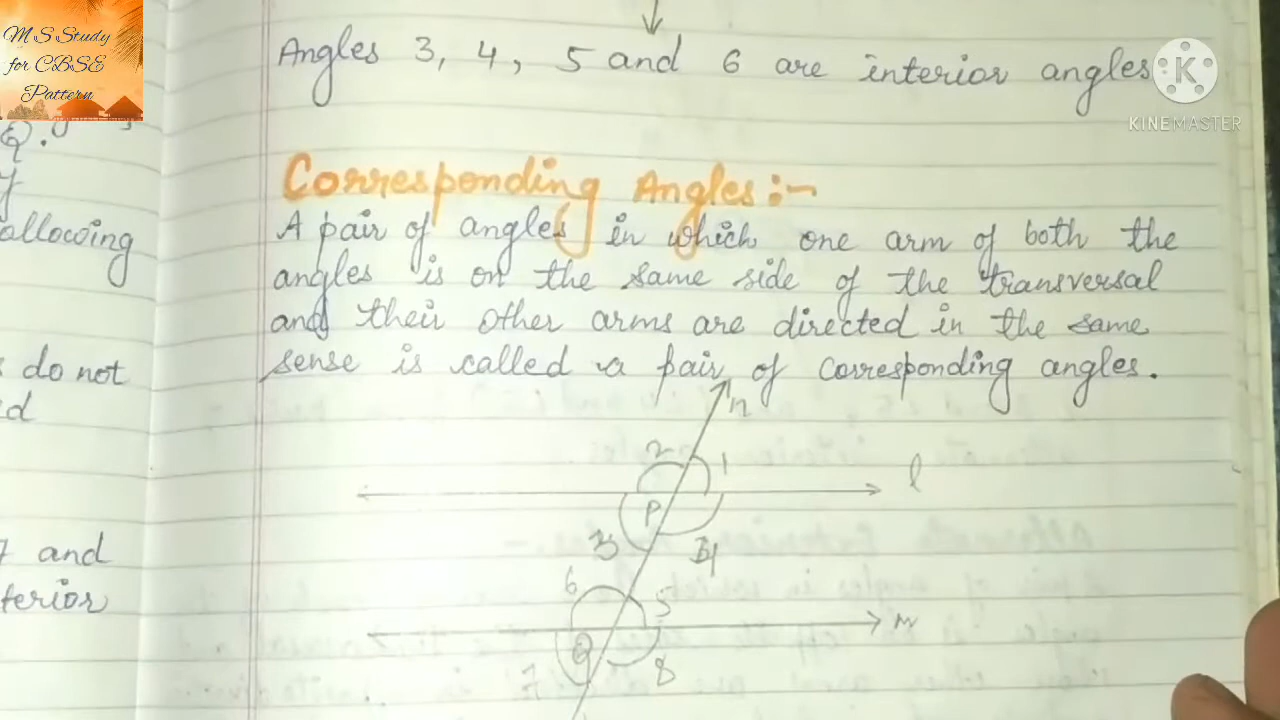 M S Study
for CBSE
Pattern
KINEMASTER
Angles 3, 4, 5 and 6 are interior angles.
Q.
allowing
do not
7 and
terior
Corresponding Angles:-
A pair of angles in which one arm of both the
angles is on the same side of the transversal
and their other arms are directed in the same
sense is called a pair of corresponding angles.
n
2 1
l
P
3 4
6 5
m
Q
7 8